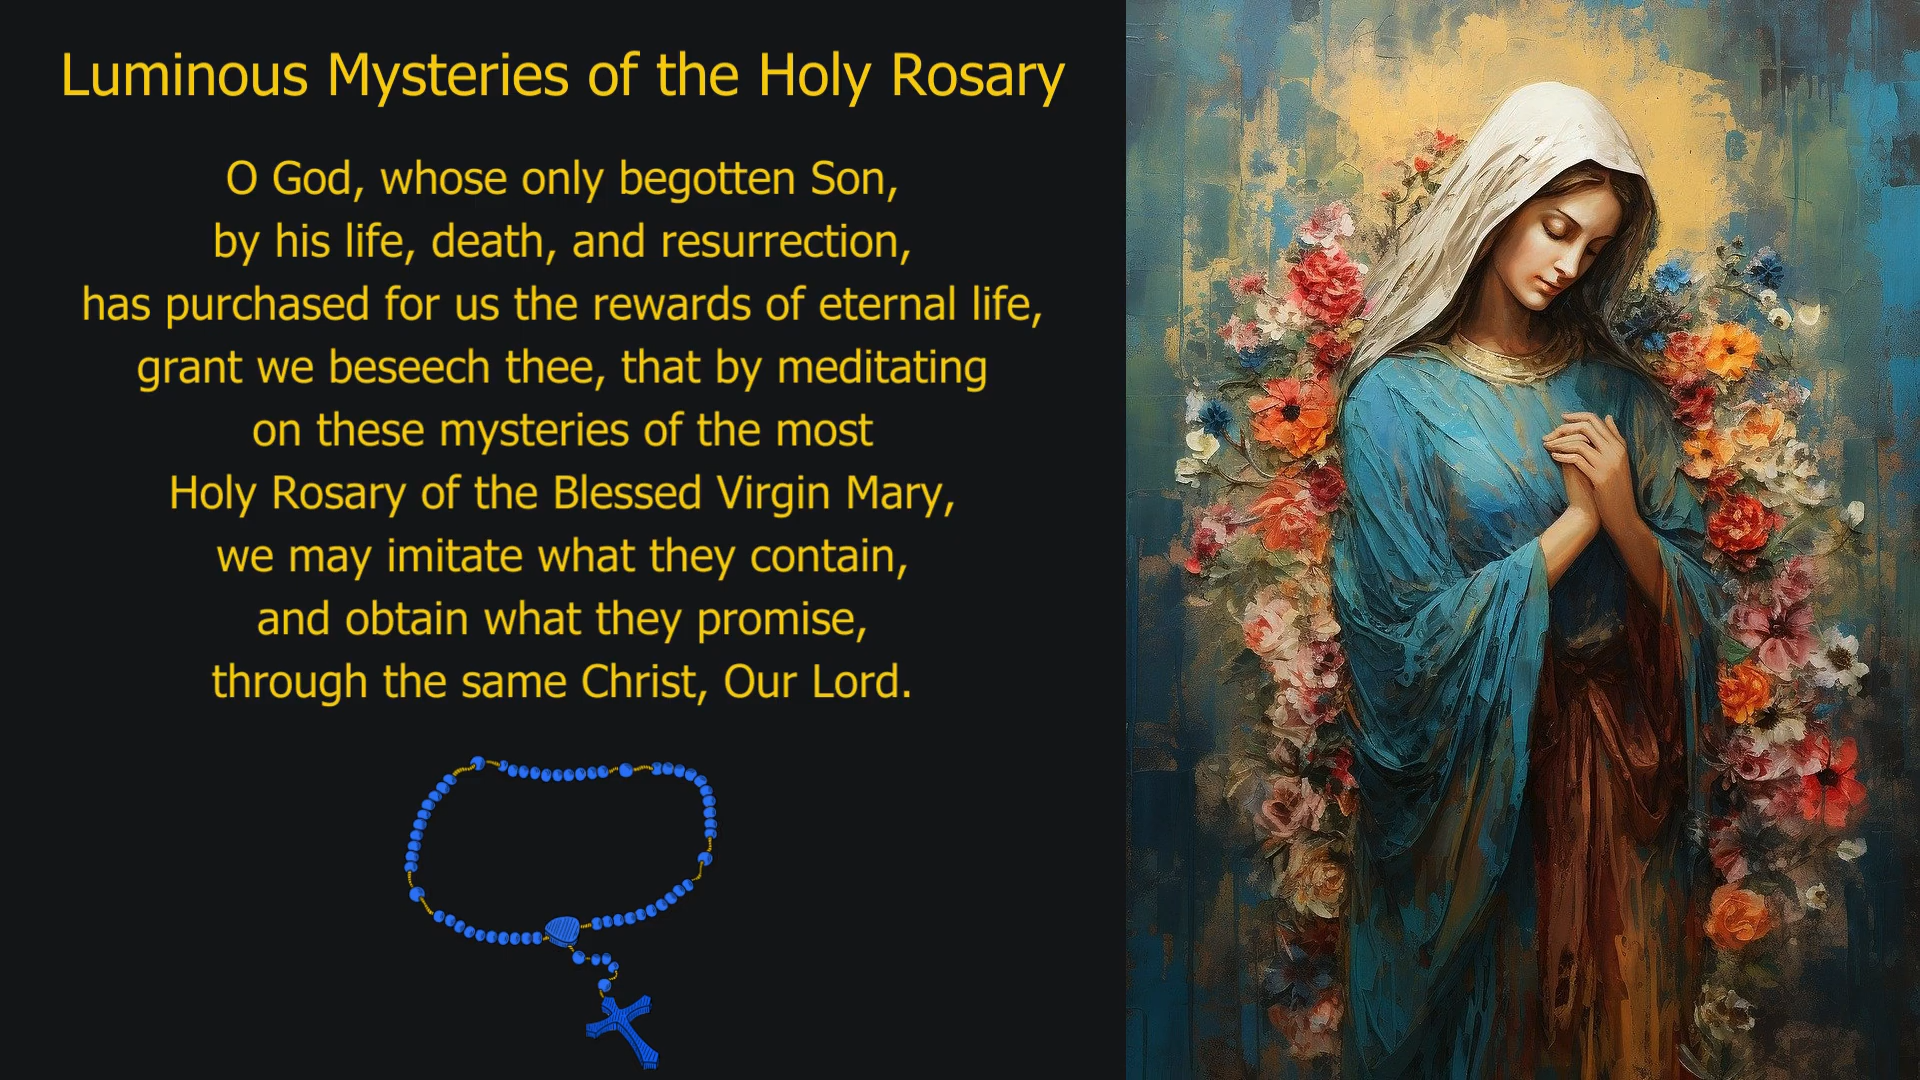 Luminous Mysteries of the Holy Rosary
O God, whose only begotten Son,
by his life, death, and resurrection,
has purchased for us the rewards of eternal life,
grant we beseech thee, that by meditating
on these mysteries of the most
Holy Rosary of the Blessed Virgin Mary,
we may imitate what they contain,
and obtain what they promise,
through the same Christ, Our Lord.